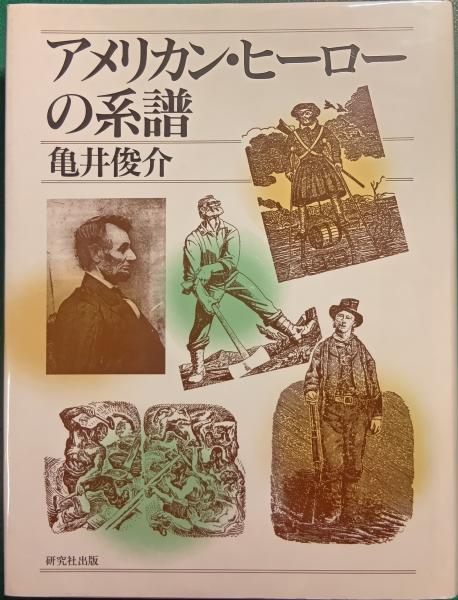 アメリカン・ヒーロー
の系譜
亀井俊介
研究社出版